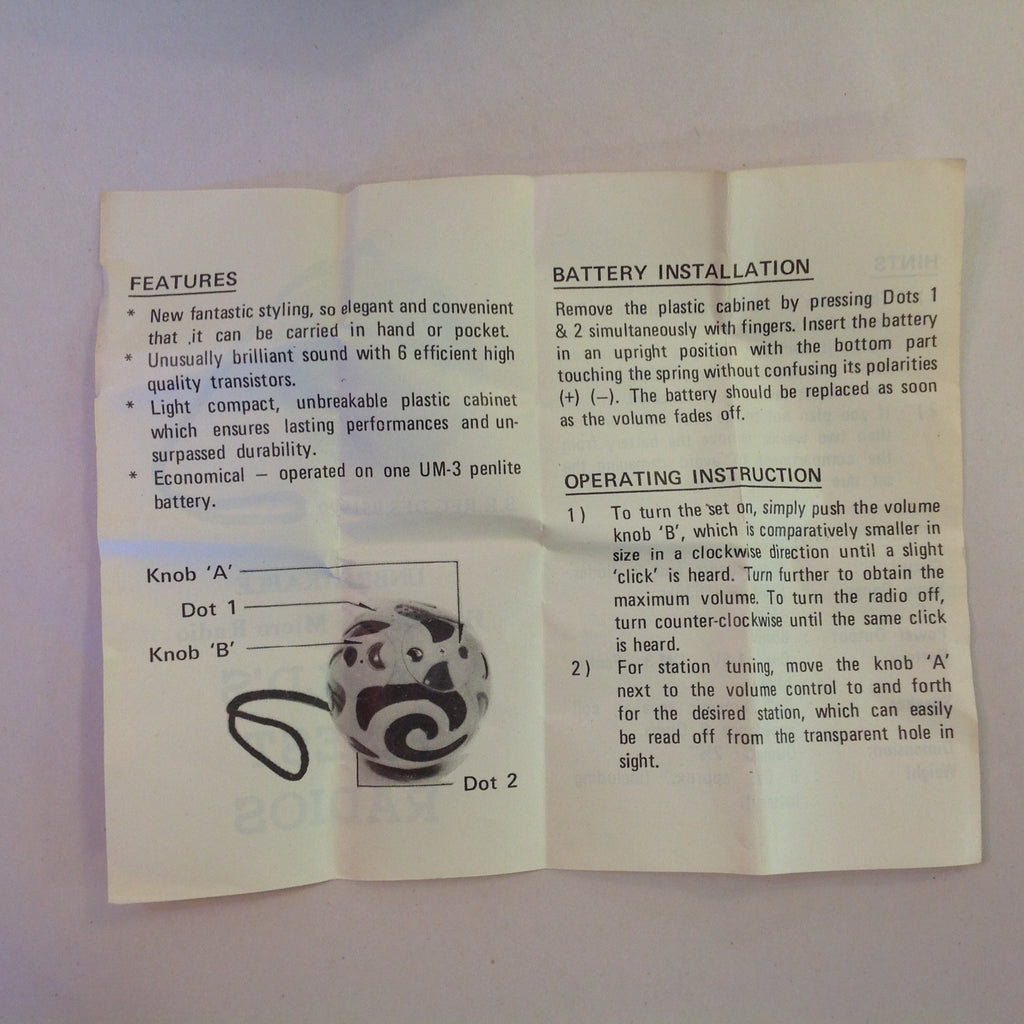 FEATURES
* New fantastic styling, so elegant and convenient
that it can be carried in hand or pocket.
* Unusually brilliant sound with 6 efficient high
quality transistors.
* Light compact, unbreakable plastic cabinet
which ensures lasting performances and un-
surpassed durability.
* Economical — operated on one UM-3 penlite
battery.
Knob 'A'
Dot 1
Knob 'B'
Dot 2
BATTERY INSTALLATION
Remove the plastic cabinet by pressing Dots 1
& 2 simultaneously with fingers. Insert the battery
in an upright position with the bottom part
touching the spring without confusing its polarities
(+) (—). The battery should be replaced as soon
as the volume fades off.
OPERATING INSTRUCTION
1) To turn the set on, simply push the volume
knob 'B', which is comparatively smaller in
size in a clockwise direction until a slight
'click' is heard. Turn further to obtain the
maximum volume. To turn the radio off,
turn counter-clockwise until the same click
is heard.
2) For station tuning, move the knob 'A'
next to the volume control to and forth
for the desired station, which can easily
be read off from the transparent hole in
sight.
HINTS
RADIOS